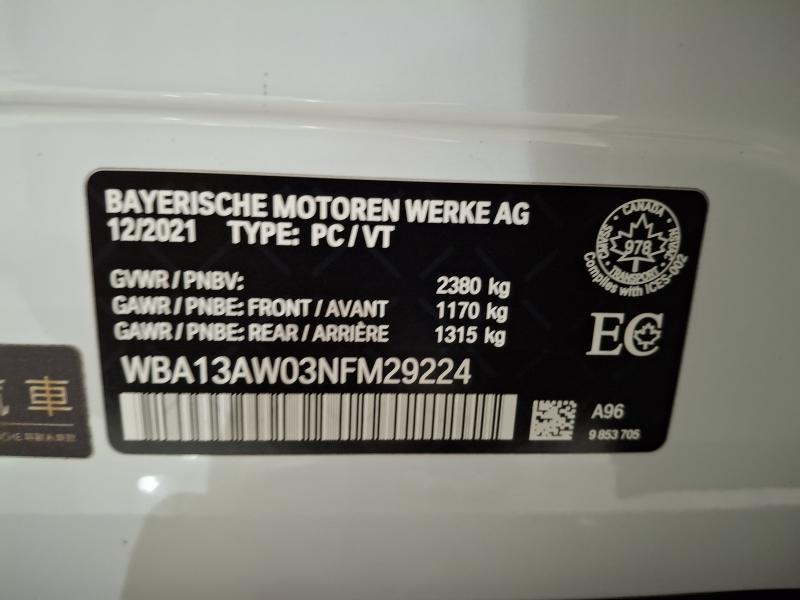 BAYERISCHE MOTOREN WERKE AG
12/2021 TYPE: PC/VT
GVWR/PNBV: 2380 kg
GAWR/PNBE: FRONT/AVANT 1170 kg
GAWR/PNBE: REAR/ARRIÈRE 1315 kg
WBA13AW03NFM29224
A96
9 853 705
CANADA
978
TRANSPORT
Complies with ICES-002
EC
車